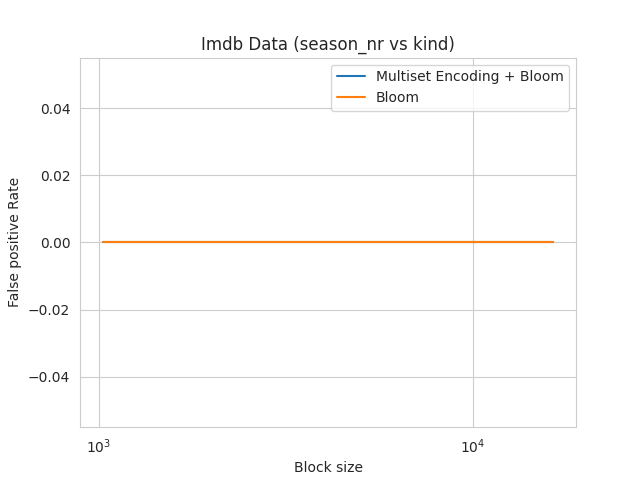 Imdb Data (season_nr vs kind)
Multiset Encoding + Bloom
Bloom
0.04
0.02
0.00
−0.02
−0.04
False positive Rate
10³
10⁴
Block size